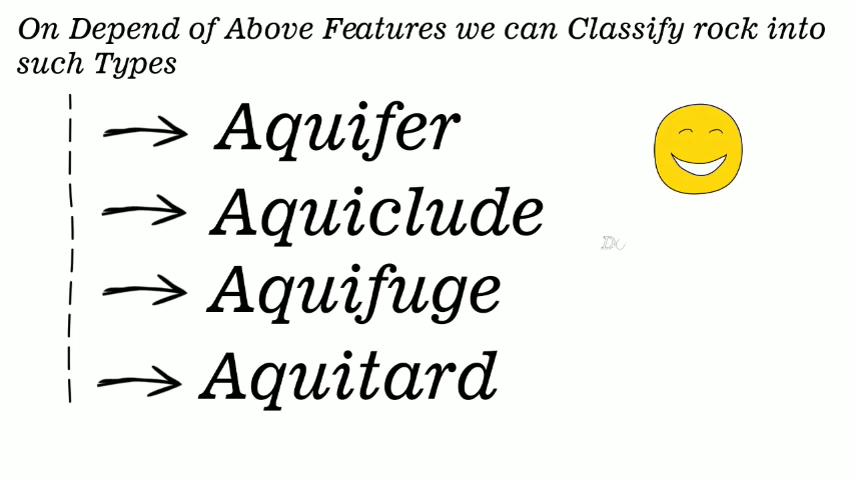 On Depend of Above Features we can Classify rock into
such Types
Aquifer
Aquiclude
Aquifuge
Aquitard